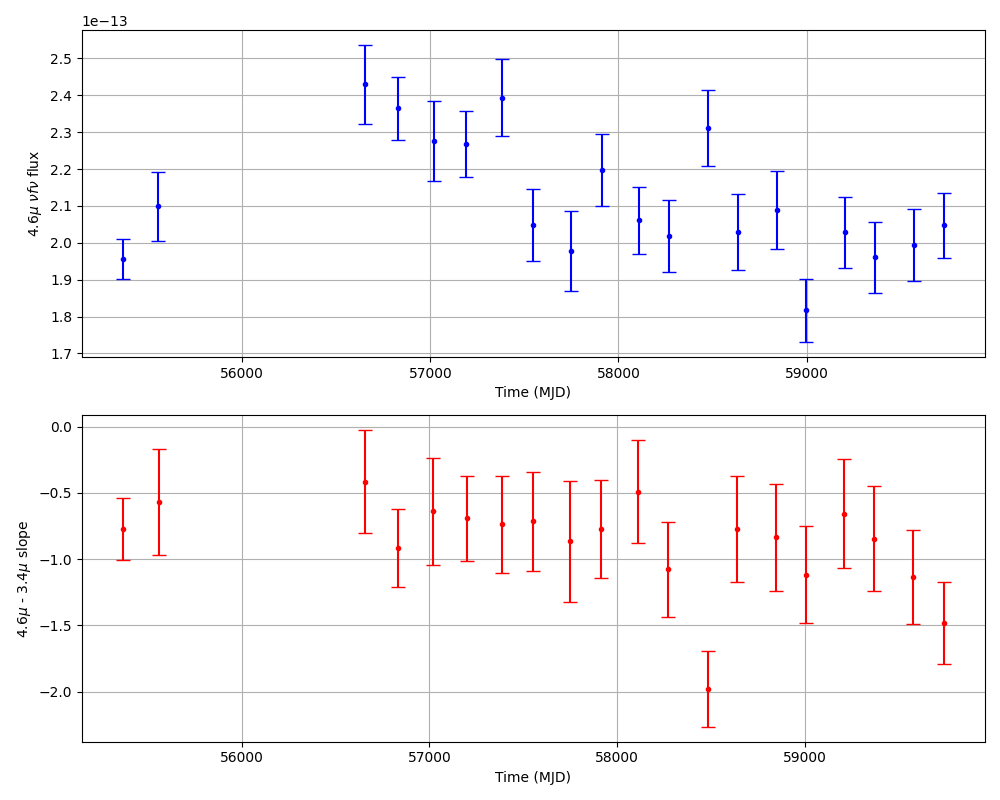 1e−13
2.5
2.4
2.3
2.2
2.1
2.0
1.9
1.8
1.7
4.6μ νfν flux
56000 57000 58000 59000
Time (MJD)
0.0
−0.5
−1.0
−1.5
−2.0
4.6μ - 3.4μ slope
56000 57000 58000 59000
Time (MJD)